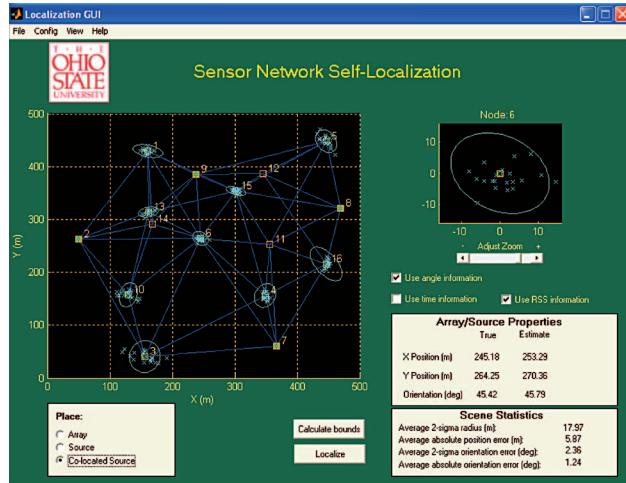 Localization GUI
File Config View Help
T · H · E
OHIO
STATE
UNIVERSITY
Sensor Network Self-Localization
500
400
300
200
100
0
0 100 200 300 400 500
X (m)
Y (m)
1
5
9
12
15
13
14
8
2
6
11
16
10
4
3
7
Node: 6
10
0
-10
-10 0 10
- Adjust Zoom +
Use angle information
Use time information
Use RSS information
Array/Source Properties
True Estimate
X Position (m) 245.18 253.29
Y Position (m) 264.25 270.36
Orientation (deg) 45.42 45.79
Scene Statistics
Average 2-sigma radius (m): 17.97
Average absolute position error (m): 5.87
Average 2-sigma orientation error (deg): 2.36
Average absolute orientation error (deg): 1.24
Place:
Array
Source
Co-located Source
Calculate bounds
Localize